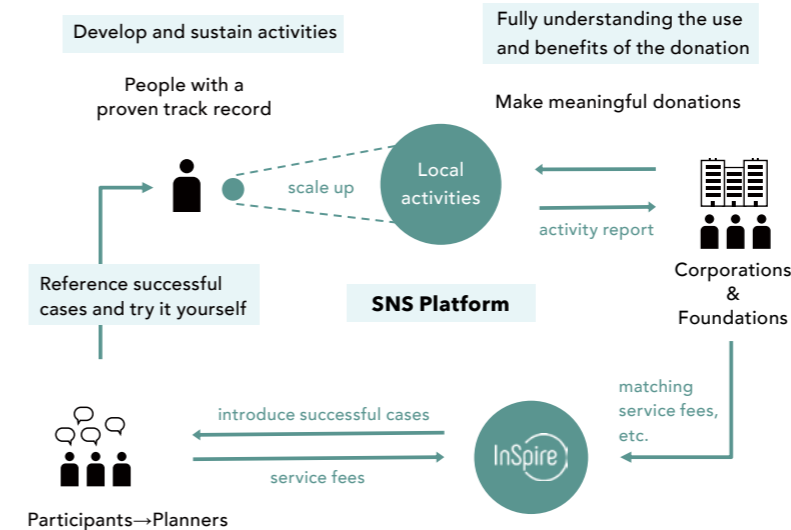 Develop and sustain activities
Fully understanding the use
and benefits of the donation
People with a
proven track record
Make meaningful donations
scale up
Local
activities
activity report
Corporations
&
Foundations
Reference successful
cases and try it yourself
SNS Platform
introduce successful cases
service fees
InSpire
matching
service fees,
etc.
Participants→Planners